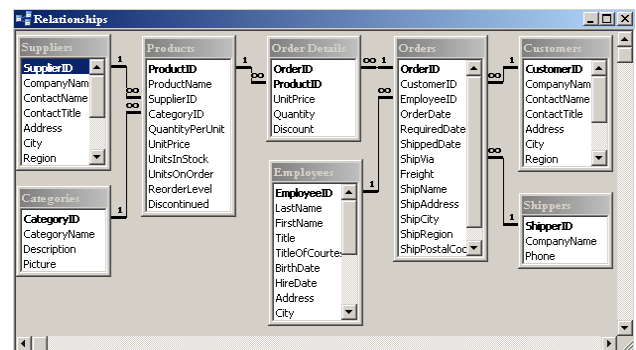 Relationships
Suppliers
SupplierID
CompanyNam
ContactName
ContactTitle
Address
City
Region
Categories
CategoryID
CategoryName
Description
Picture
1
∞
∞
1
Products
ProductID
ProductName
SupplierID
CategoryID
QuantityPerUnit
UnitPrice
UnitsInStock
UnitsOnOrder
ReorderLevel
Discontinued
1
∞
Order Details
OrderID
ProductID
UnitPrice
Quantity
Discount
Employees
EmployeeID
LastName
FirstName
Title
TitleOfCourtes
BirthDate
HireDate
Address
City
∞ 1
∞
1
Orders
OrderID
CustomerID
EmployeeID
OrderDate
RequiredDate
ShippedDate
ShipVia
Freight
ShipName
ShipAddress
ShipCity
ShipRegion
ShipPostalCoc
1
∞
∞
1
Customers
CustomerID
CompanyNam
ContactName
ContactTitle
Address
City
Region
Shippers
ShipperID
CompanyName
Phone